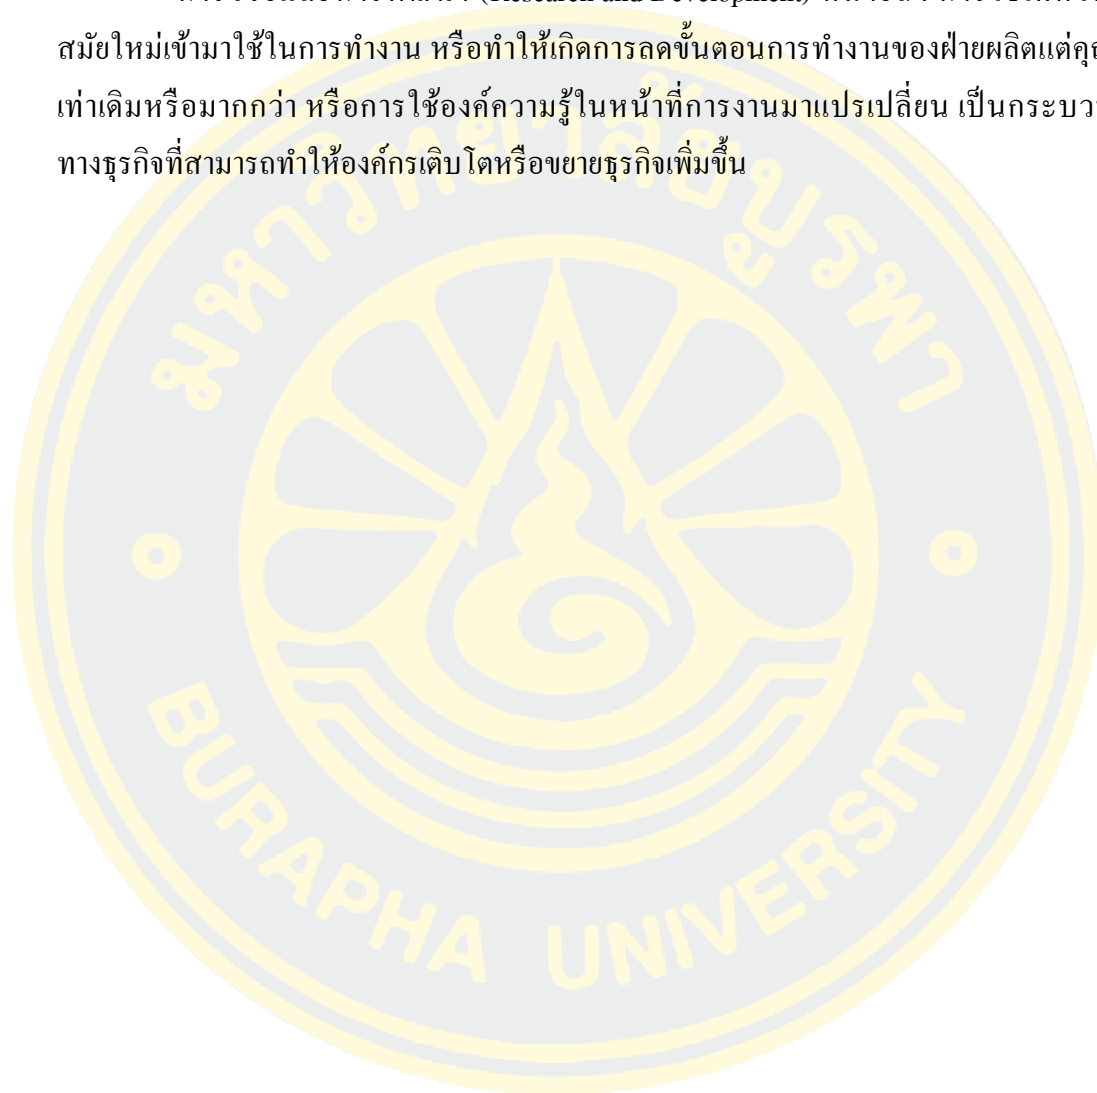 (Research and Development)
สมัยใหม่เข้ามาใช้ในการทำงาน หรือทำให้เกิดการลดขั้นตอนการทำงานของฝ่ายผลิตแต่
เท่าเดิมหรือมากกว่า หรือการใช้องค์ความรู้ในหน้าที่การงานมาแปรเปลี่ยน เป็น
ทางธุรกิจที่สามารถทำให้องค์กรเติบโตหรือขยายธุรกิจเพิ่มขึ้น
มหาวิทยาลัยบูรพา
BURAPHA UNIVERSITY